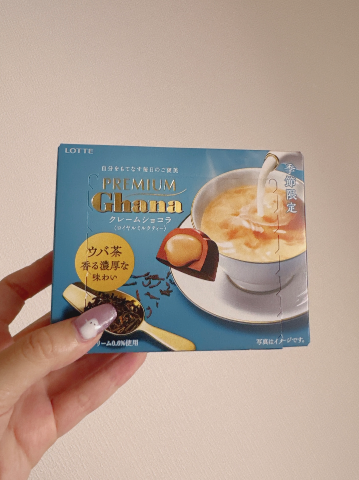 LOTTE
自分をもてなす毎日のご褒美
PREMIUM
Ghana
クレームショコラ
〈ロイヤルミルクティー〉
季節限定
ウバ茶
香る濃厚な
味わい
リーム0.6%使用
写真はイメージです。